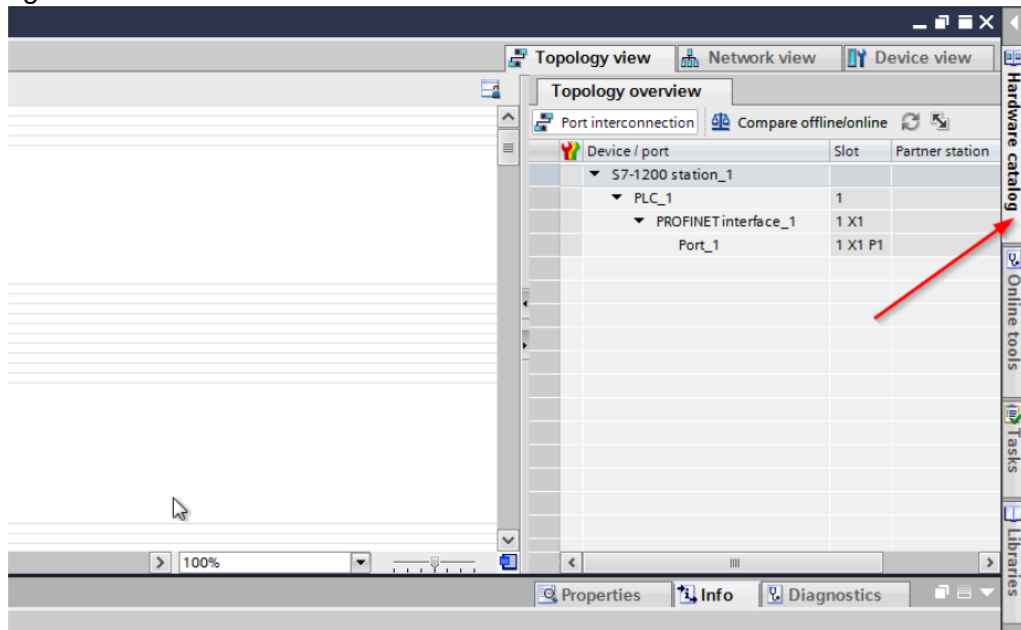 Topology view Network view Device view
Topology overview
Port interconnection Compare offline/online
Device / port Slot Partner station
S7-1200 station_1
PLC_1 1
PROFINET interface_1 1 X1
Port_1 1 X1 P1
100%
Properties Info Diagnostics
Hardware catalog
Online tools
Tasks
Libraries